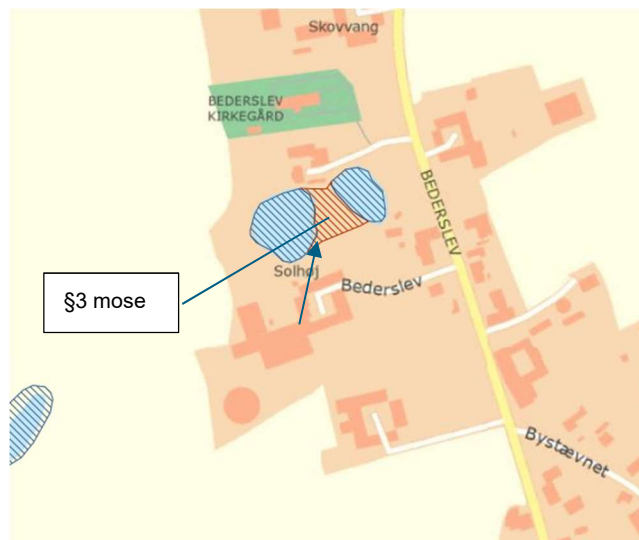 Skovvang
BEDERSLEV
KIRKEGÅRD
BEDERSLEV
§3 mose
Solhøj
Bederslev
Bystævnet